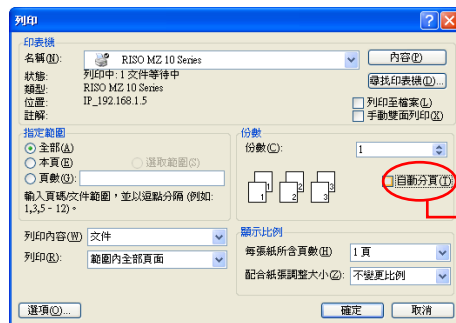 列印
印表機
名稱(N):
RISO MZ 10 Series
內容(P)
狀態:
列印中: 1 文件等待中
類型:
RISO MZ 10 Series
尋找印表機(D)...
位置:
IP_192.168.1.5
列印至檔案(L)
註解:
手動雙面列印(X)
指定範圍
全部(A)
本頁(E)
選取範圍(S)
頁數(G):
輸入頁碼/文件範圍，並以逗點分隔 (例如:
1,3,5 - 12)。
份數
份數(C):
1
1 1
2 2
3 3
自動分頁(T)
列印內容(W)
文件
列印(R):
範圍內全部頁面
顯示比例
每張紙所含頁數(H)
1 頁
配合紙張調整大小(Z):
不變更比例
選項(O)...
確定
取消